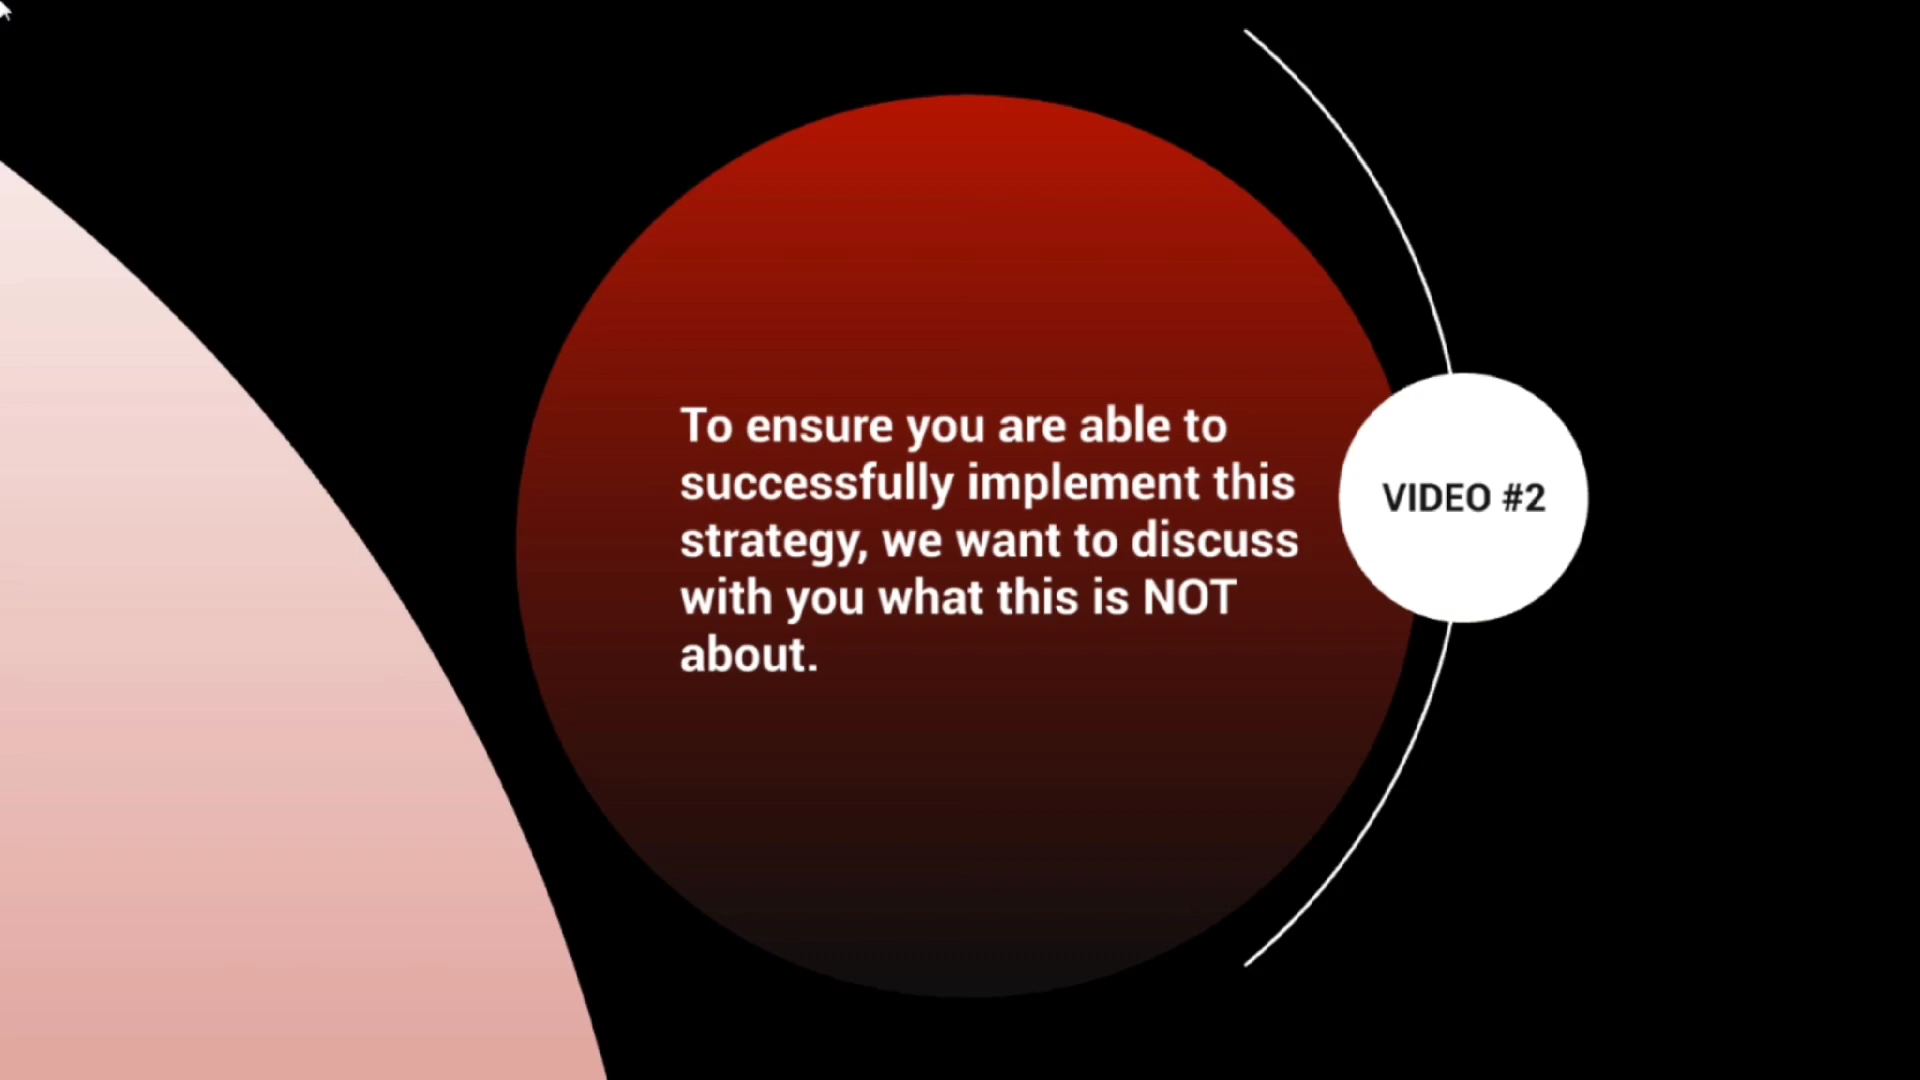 To ensure you are able to
successfully implement this
strategy, we want to discuss
with you what this is NOT
about.
VIDEO #2